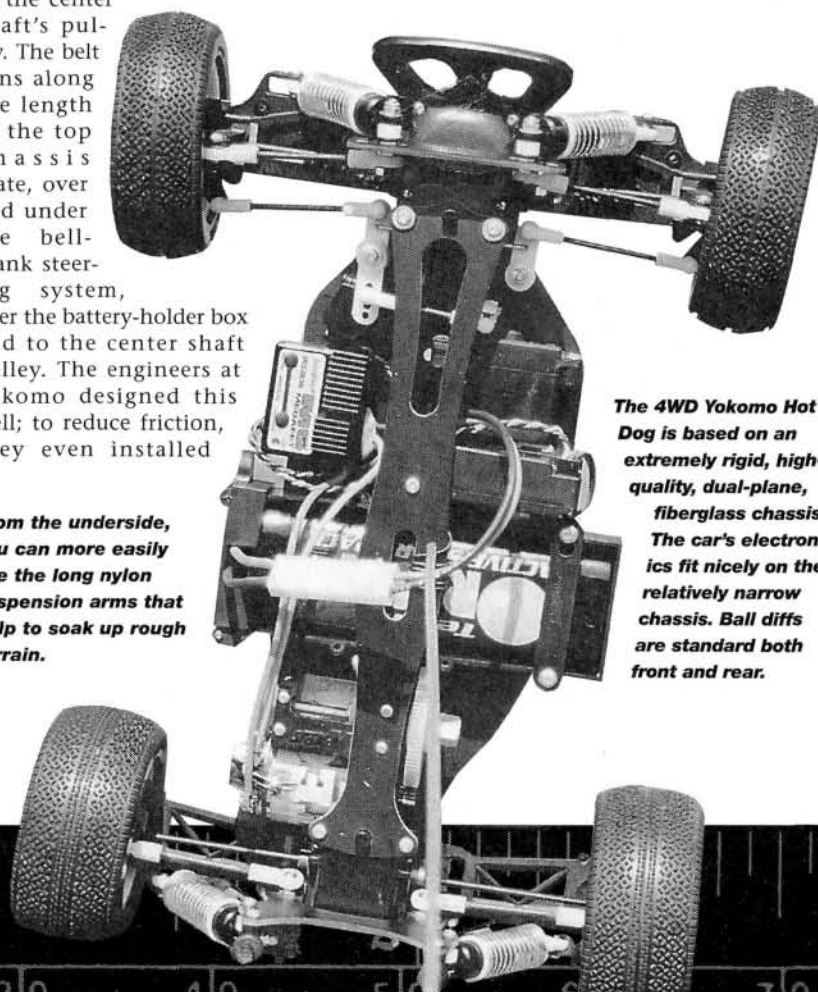 the center
aft's pul-
y. The belt
ns along
e length
the top
hassis
ate, over
d under
e bell-
ank steer-
g system,
er the battery-holder box
d to the center shaft
lley. The engineers at
komo designed this
ell; to reduce friction,
ey even installed
om the underside,
u can more easily
e the long nylon
spension arms that
lp to soak up rough
rrain.
The 4WD Yokomo Hot
Dog is based on an
extremely rigid, high-
quality, dual-plane,
fiberglass chassis
The car's electron
ics fit nicely on the
relatively narrow
chassis. Ball diffs
are standard both
front and rear.